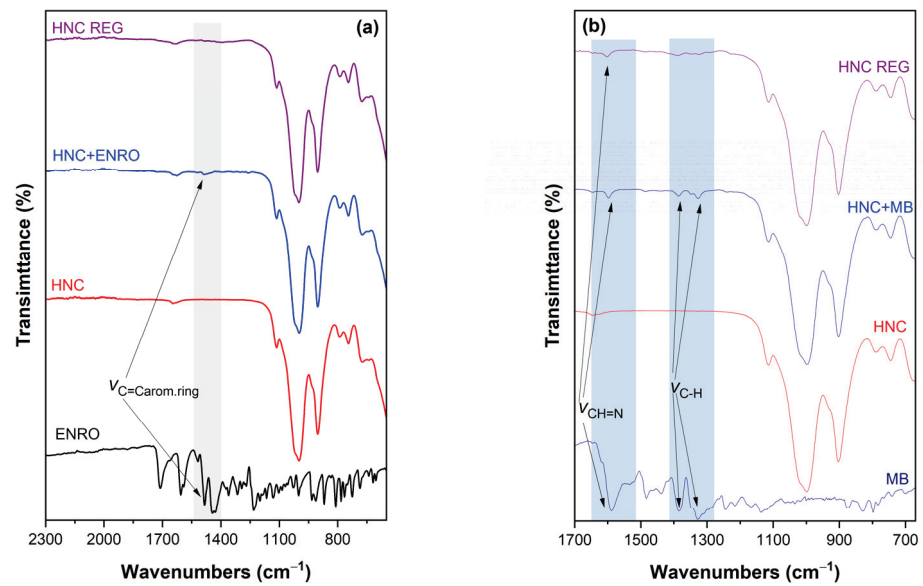 (a)
HNC REG
HNC+ENRO
HNC
νC=Carom.ring
ENRO
Transimttance (%)
2300 2000 1700 1400 1100 800
Wavenumbers (cm⁻¹)
(b)
HNC REG
HNC+MB
HNC
νCH=N
νC-H
MB
Transimttance (%)
1700 1500 1300 1100 900 700
Wavenumbers (cm⁻¹)